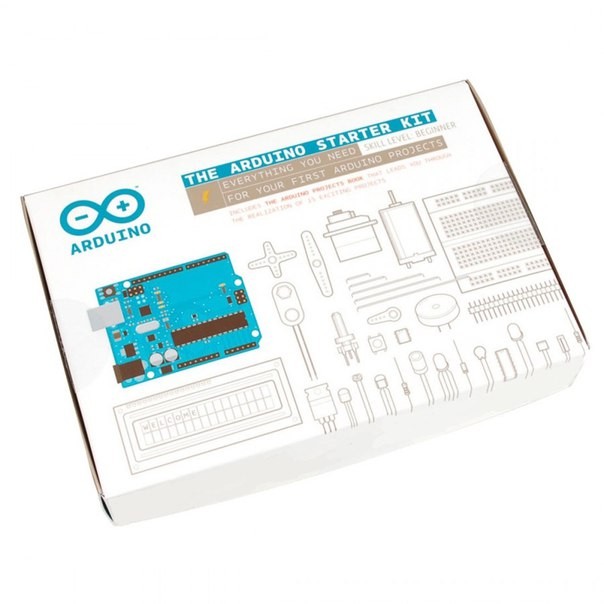 THE ARDUINO STARTER KIT
EVERYTHING YOU NEED SKILL LEVEL BEGINNER
FOR YOUR FIRST ARDUINO PROJECTS
INCLUDES THE ARDUINO PROJECTS BOOK THAT LEADS YOU THROUGH
THE REALIZATION OF 15 EXCITING PROJECTS
ARDUINO
WELCOME